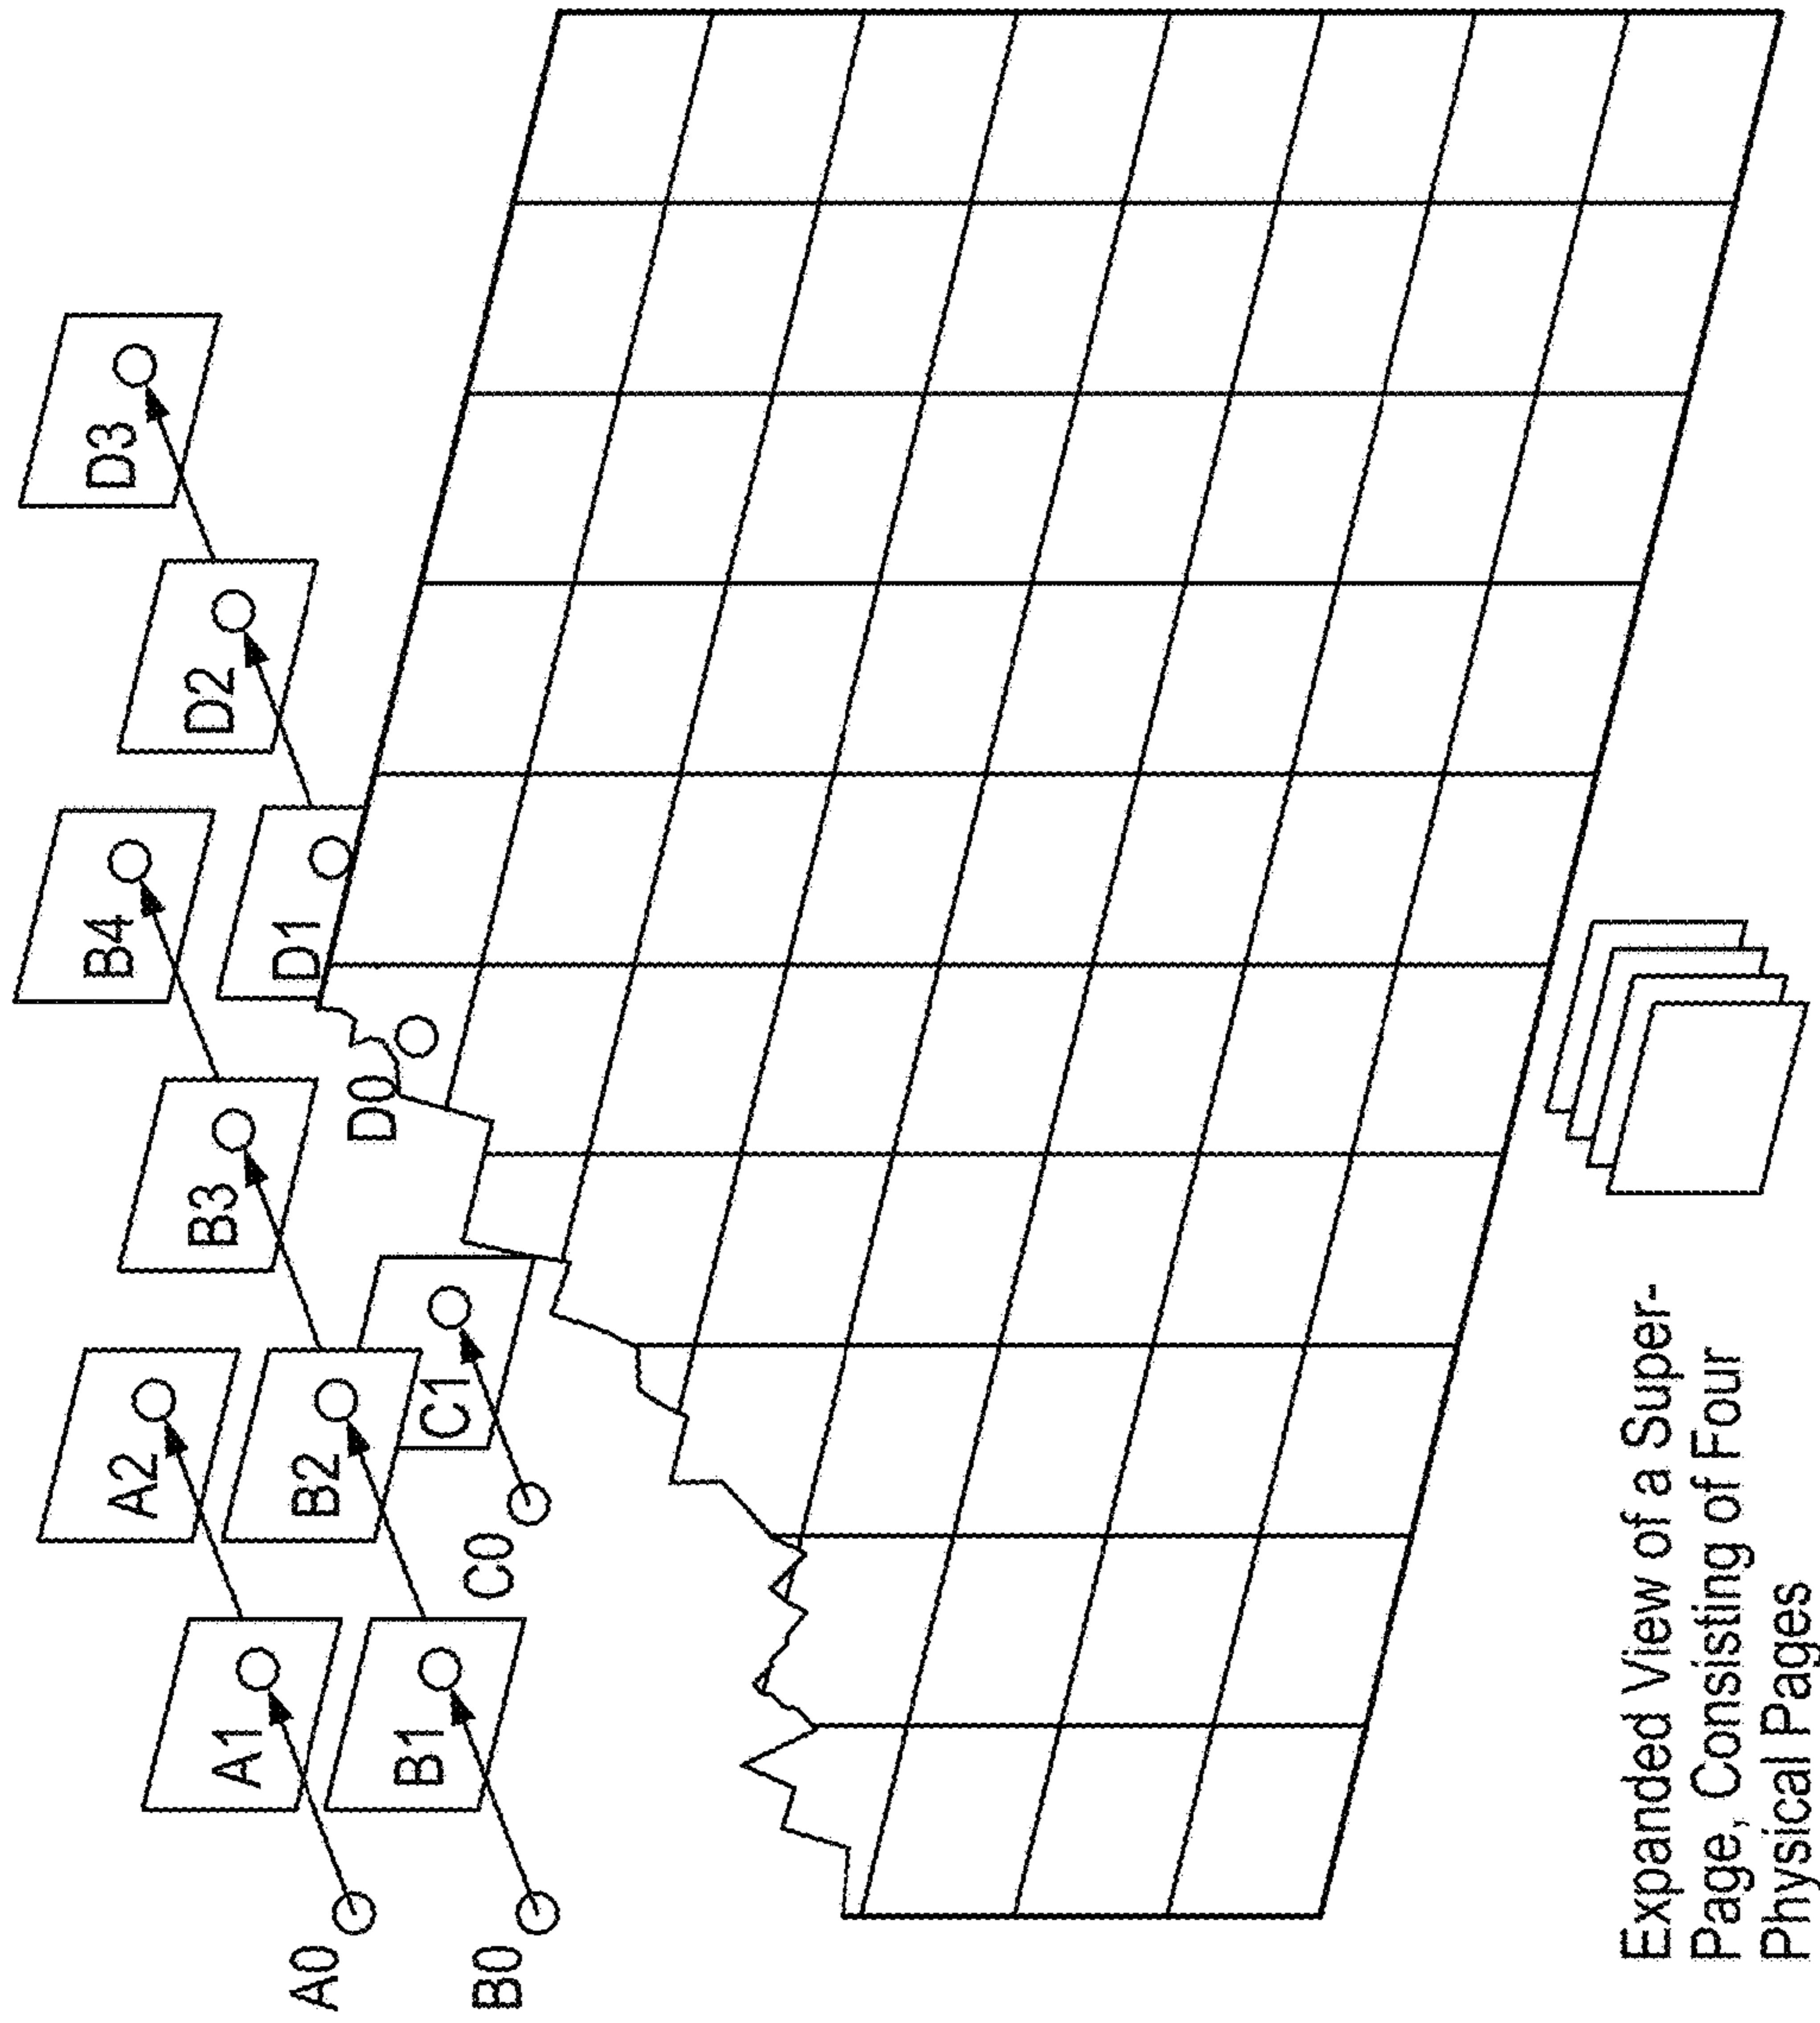 A0
A1
A2
B0
B1
B2
B3
B4
C0
C1
D0
D1
D2
D3
Expanded View of a Super-
Page, Consisting of Four
Physical Pages